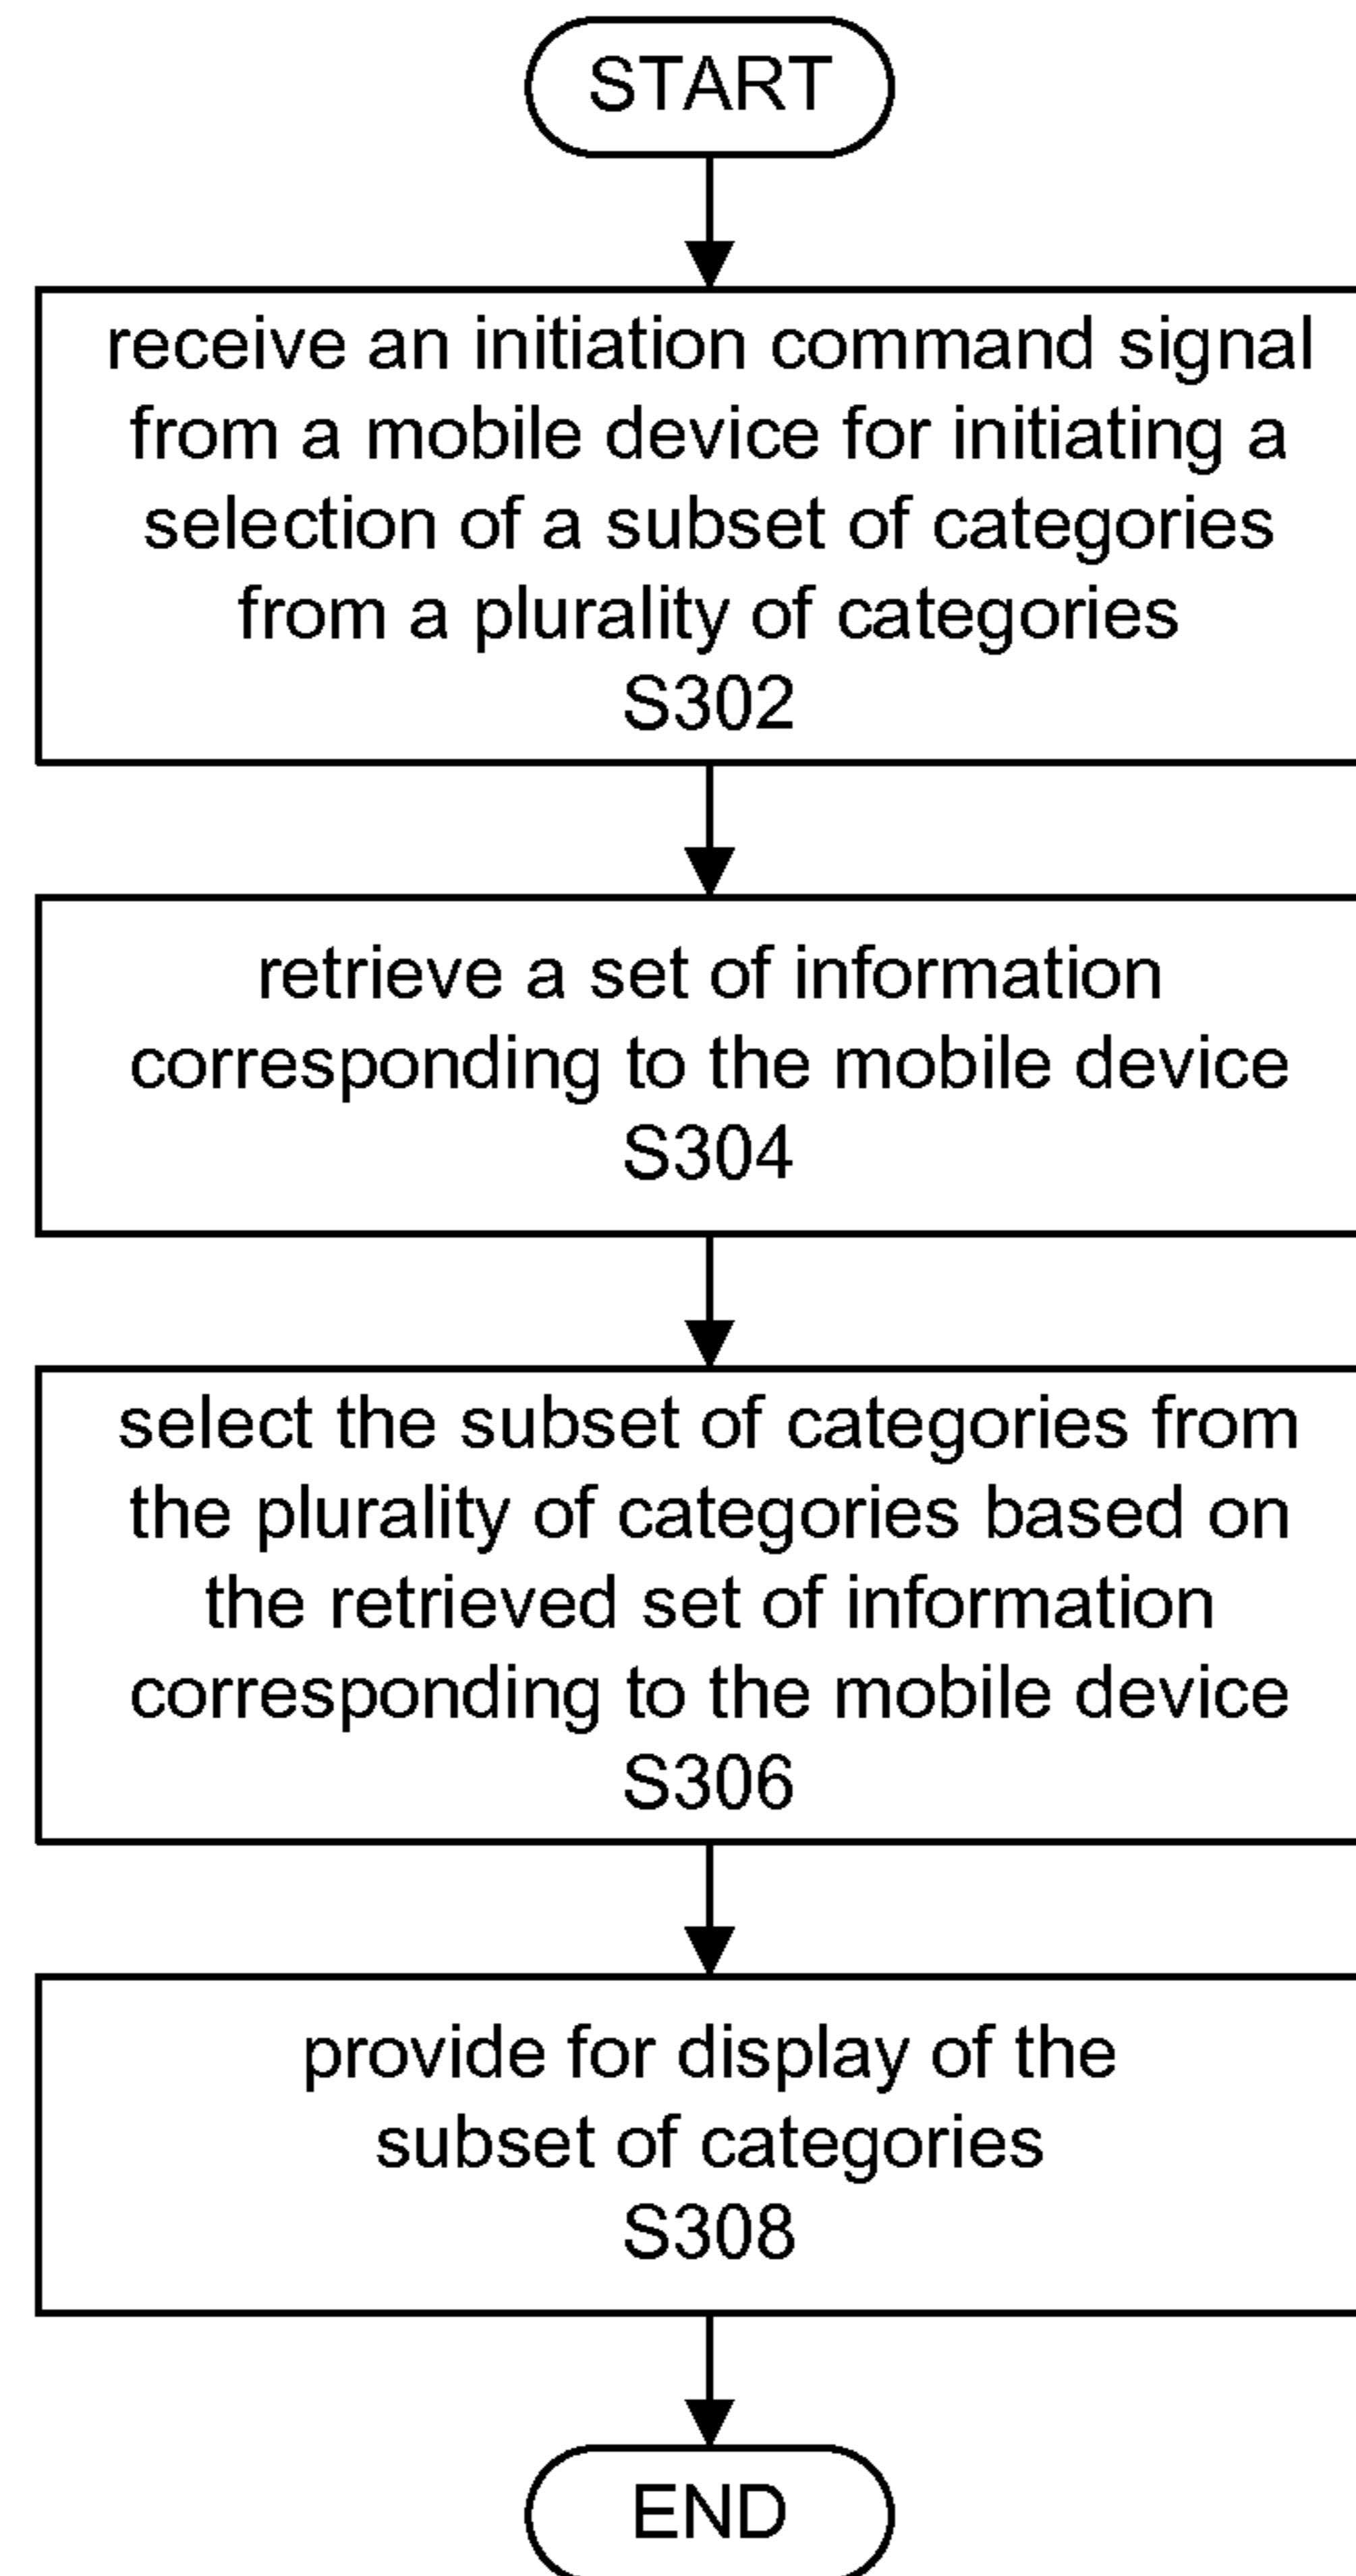 START
receive an initiation command signal
from a mobile device for initiating a
selection of a subset of categories
from a plurality of categories
S302
retrieve a set of information
corresponding to the mobile device
S304
select the subset of categories from
the plurality of categories based on
the retrieved set of information
corresponding to the mobile device
S306
provide for display of the
subset of categories
S308
END